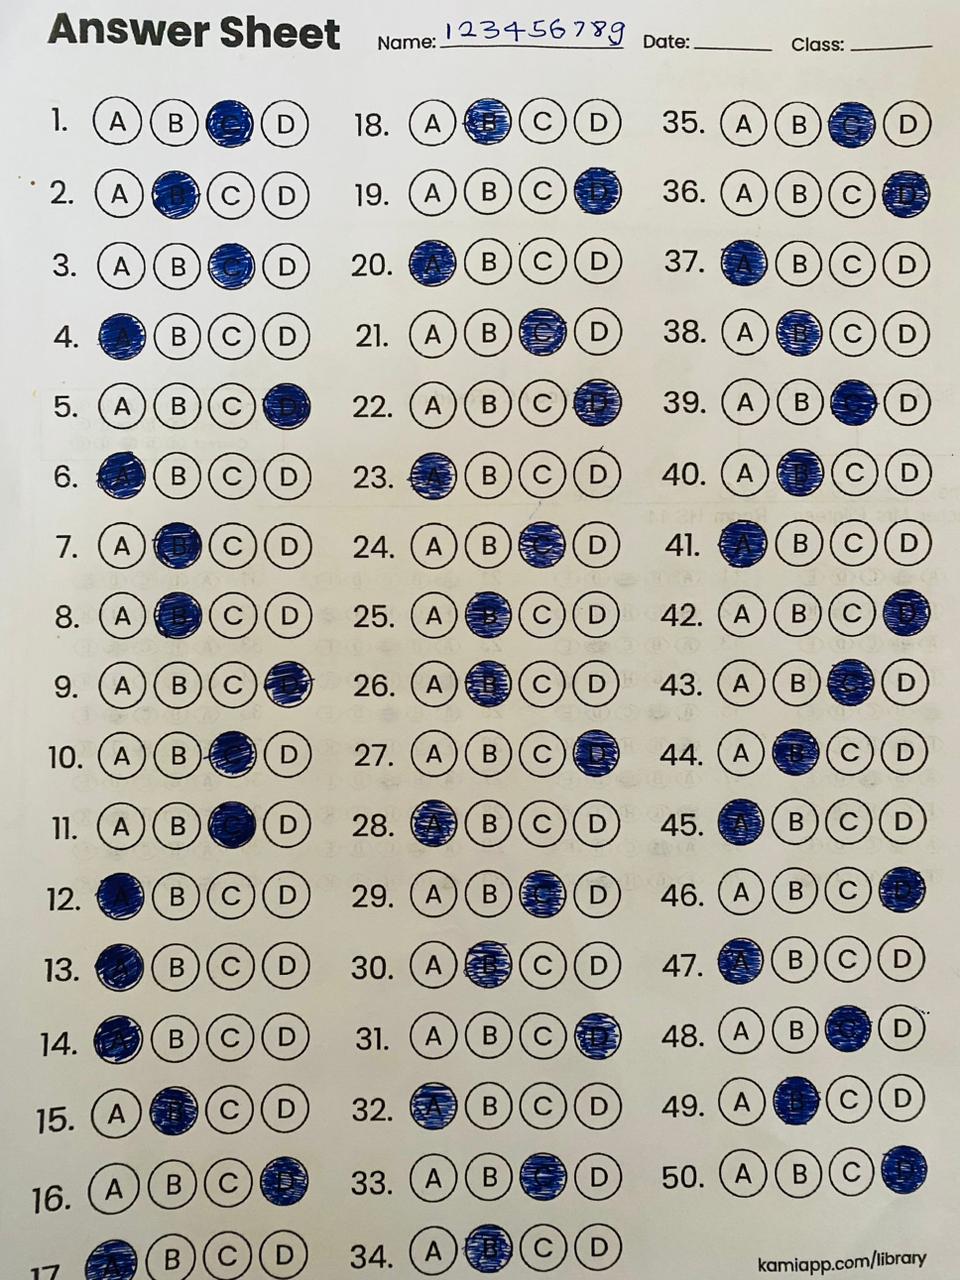 Answer Sheet Name: 123456789 Date: Class:
1. A B C D 18. A B C D 35. A B C D
2. A B C D 19. A B C D 36. A B C D
3. A B C D 20. A B C D 37. A B C D
4. A B C D 21. A B C D 38. A B C D
5. A B C D 22. A B C D 39. A B C D
6. A B C D 23. A B C D 40. A B C D
7. A B C D 24. A B C D 41. A B C D
8. A B C D 25. A B C D 42. A B C D
9. A B C D 26. A B C D 43. A B C D
10. A B C D 27. A B C D 44. A B C D
11. A B C D 28. A B C D 45. A B C D
12. A B C D 29. A B C D 46. A B C D
13. A B C D 30. A B C D 47. A B C D
14. A B C D 31. A B C D 48. A B C D
15. A B C D 32. A B C D 49. A B C D
16. A B C D 33. A B C D 50. A B C D
17. A B C D 34. A B C D
kamiapp.com/library